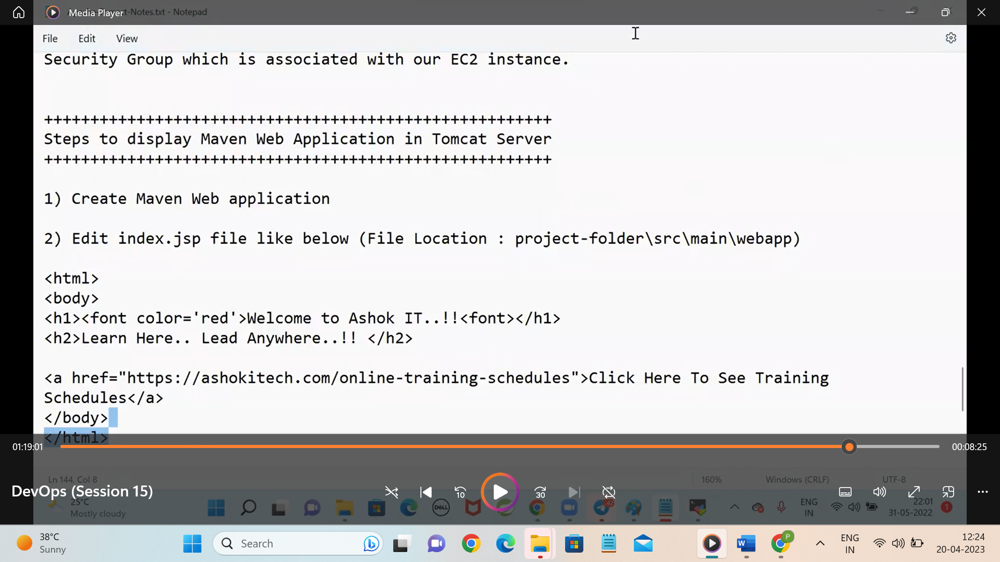 Media Player
t-Notes.txt - Notepad
File Edit View
Security Group which is associated with our EC2 instance.
+++++++++++++++++++++++++++++++++++++++++++++++++++++++
Steps to display Maven Web Application in Tomcat Server
+++++++++++++++++++++++++++++++++++++++++++++++++++++++
1) Create Maven Web application
2) Edit index.jsp file like below (File Location : project-folder\src\main\webapp)
<html>
<body>
<h1><font color='red'>Welcome to Ashok IT..!!<font></h1>
<h2>Learn Here.. Lead Anywhere..!! </h2>
<a href="https://ashokitech.com/online-training-schedules">Click Here To See Training
Schedules</a>
</body>
</html>
01:19:01 00:08:25
Ln 144, Col 8 160% Windows (CRLF) UTF-8
DevOps (Session 15)
10 30
25°C
Mostly cloudy
DELL
42
ENG
IN
22:01
31-05-2022
1
38°C
Sunny
Search
W
P
ENG
IN
12:24
20-04-2023